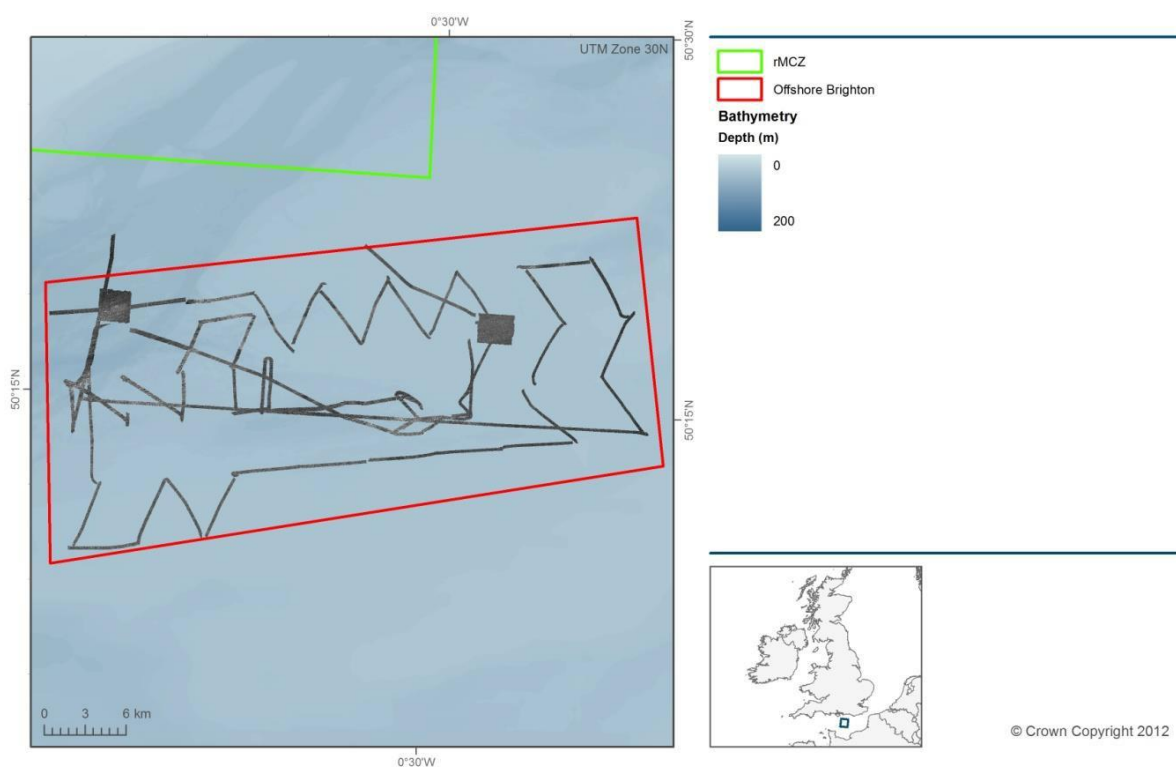 0°30'W
UTM Zone 30N
50°30'N
50°15'N
50°15'N
0 3 6 km
0°30'W
rMCZ
Offshore Brighton
Bathymetry
Depth (m)
0
200
© Crown Copyright 2012